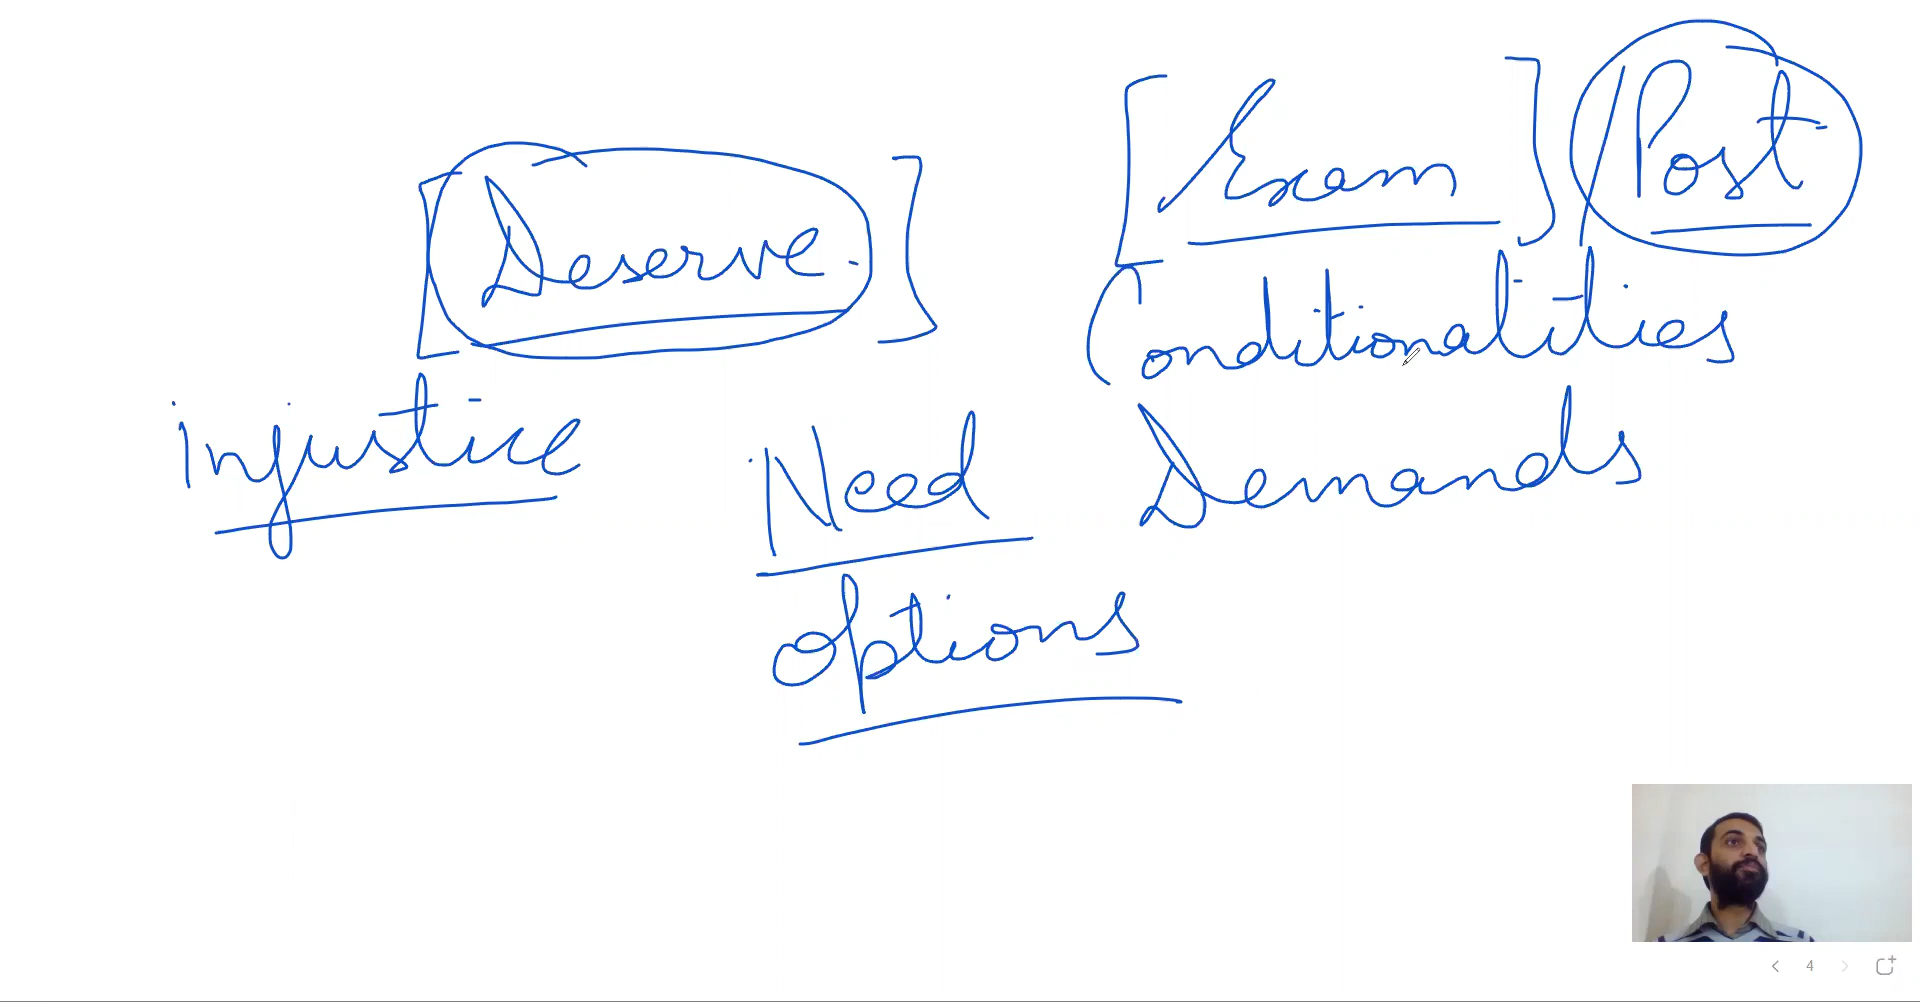 [Exam] / Post
[Deserve.]
Conditionalities
injustice
Need Demands
options
4